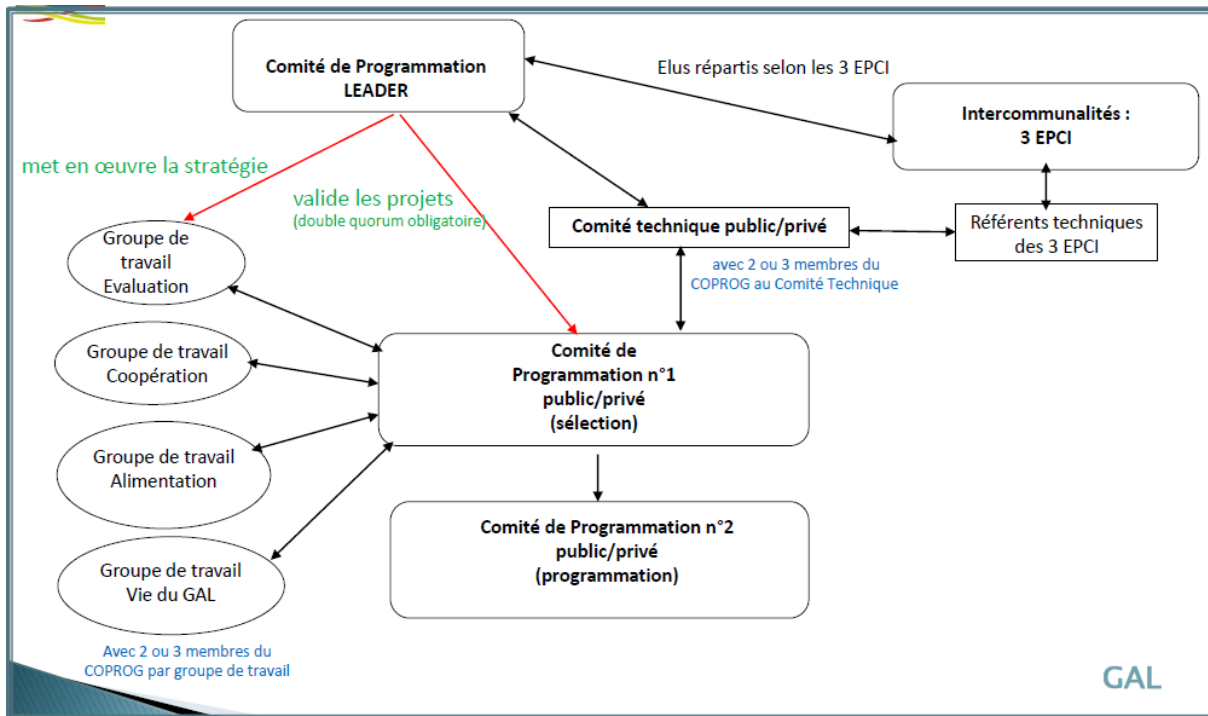 Comité de Programmation
LEADER
Elus répartis selon les 3 EPCI
Intercommunalités :
3 EPCI
met en œuvre la stratégie
valide les projets
(double quorum obligatoire)
Comité technique public/privé
Référents techniques
des 3 EPCI
avec 2 ou 3 membres du
COPROG au Comité Technique
Groupe de
travail
Evaluation
Groupe de travail
Coopération
Groupe de travail
Alimentation
Groupe de travail
Vie du GAL
Avec 2 ou 3 membres du
COPROG par groupe de travail
Comité de
Programmation n°1
public/privé
(sélection)
Comité de Programmation n°2
public/privé
(programmation)
GAL